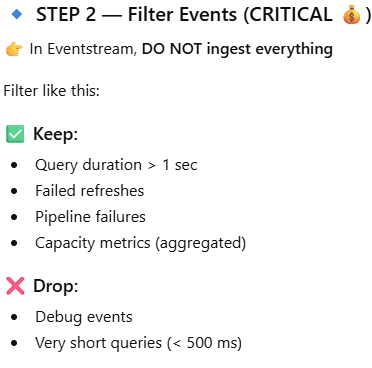 🔹 STEP 2 — Filter Events (CRITICAL 💰)
👉 In Eventstream, DO NOT ingest everything
Filter like this:
✅ Keep:
• Query duration > 1 sec
• Failed refreshes
• Pipeline failures
• Capacity metrics (aggregated)
❌ Drop:
• Debug events
• Very short queries (< 500 ms)